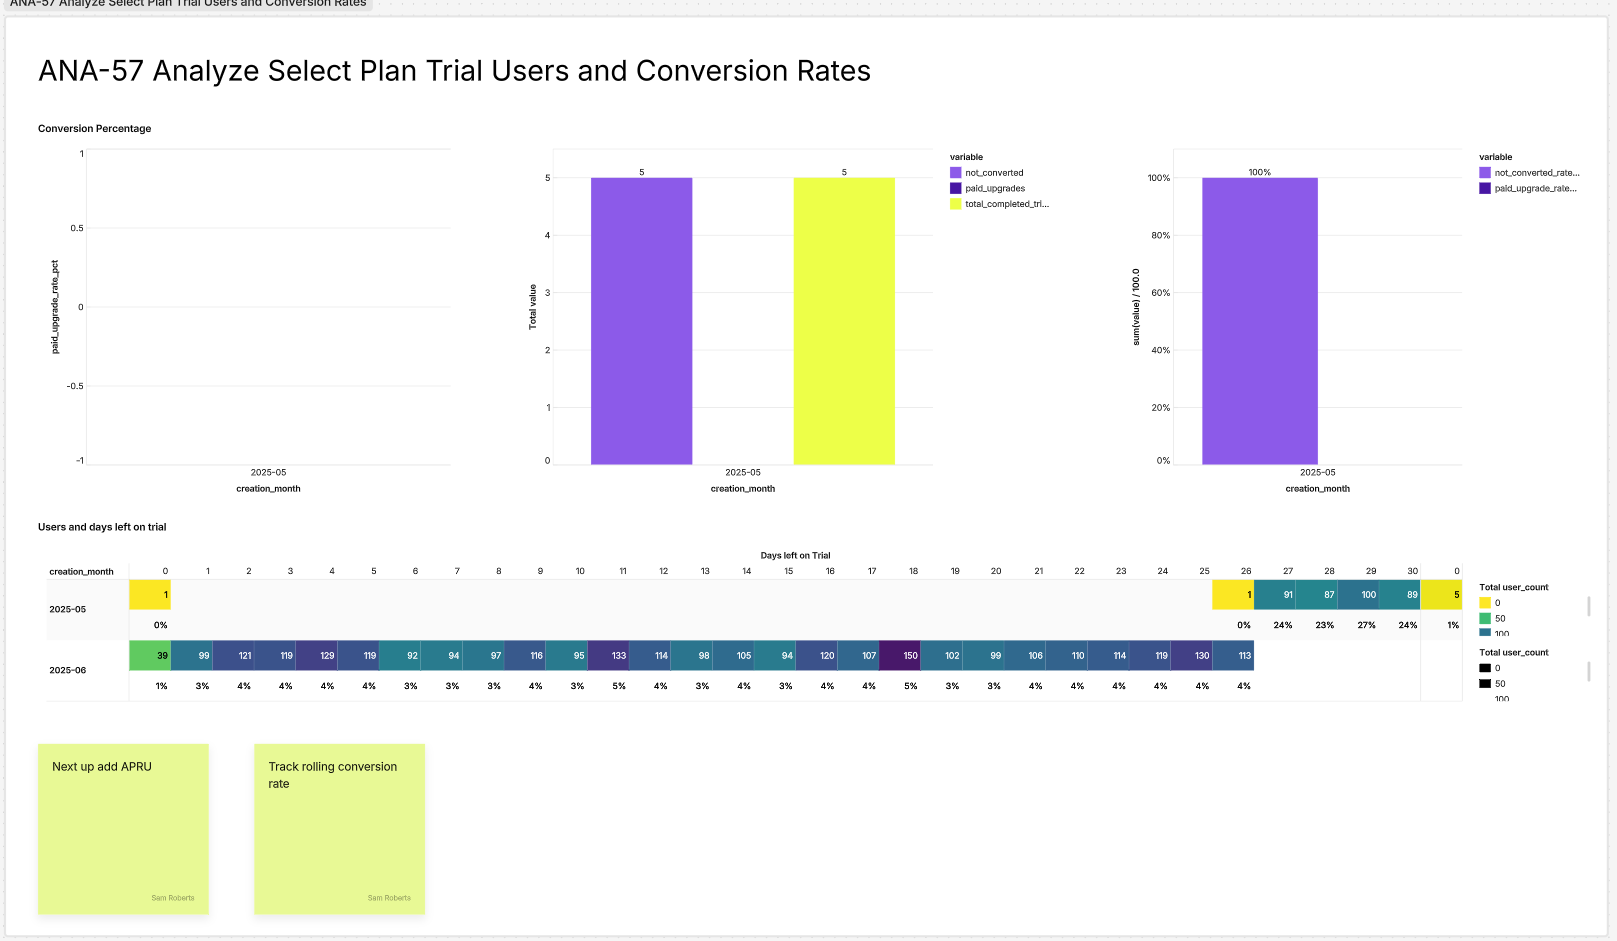 ANA-57 Analyze Select Plan Trial Users and Conversion Rates
ANA-57 Analyze Select Plan Trial Users and Conversion Rates
Conversion Percentage
1
0.5
0
-0.5
-1
paid_upgrade_rate_pct
2025-05
creation_month
5
4
3
2
1
0
Total value
5
5
2025-05
creation_month
variable
not_converted
paid_upgrades
total_completed_tri...
100%
80%
60%
40%
20%
0%
sum(value) / 100.0
100%
2025-05
creation_month
variable
not_converted_rate...
paid_upgrade_rate...
Users and days left on trial
Days left on Trial
creation_month 0 1 2 3 4 5 6 7 8 9 10 11 12 13 14 15 16 17 18 19 20 21 22 23 24 25 26 27 28 29 30 0
2025-05
1 1 91 87 100 89 5
0% 0% 24% 23% 27% 24% 1%
2025-06
39 99 121 119 129 119 92 94 97 116 95 133 114 98 105 94 120 107 150 102 99 106 110 114 119 130 113
1% 3% 4% 4% 4% 4% 3% 3% 3% 4% 3% 5% 4% 3% 4% 3% 4% 4% 5% 3% 3% 4% 4% 4% 4% 4% 4%
Total user_count
0
50
100
Total user_count
0
50
100
Next up add APRU
Sam Roberts
Track rolling conversion
rate
Sam Roberts